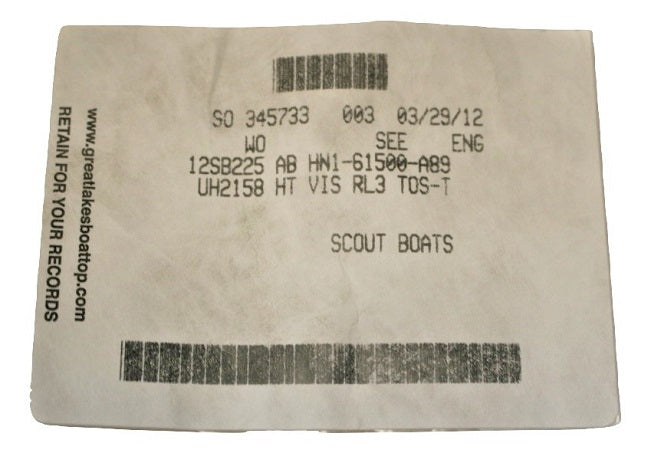 SO 345733 003 03/29/12
WO SEE ENG
12SB225 AB HN1-61500-A89
UH2158 HT VIS RL3 TOS-T
SCOUT BOATS
www.greatlakesboattop.com
RETAIN FOR YOUR RECORDS